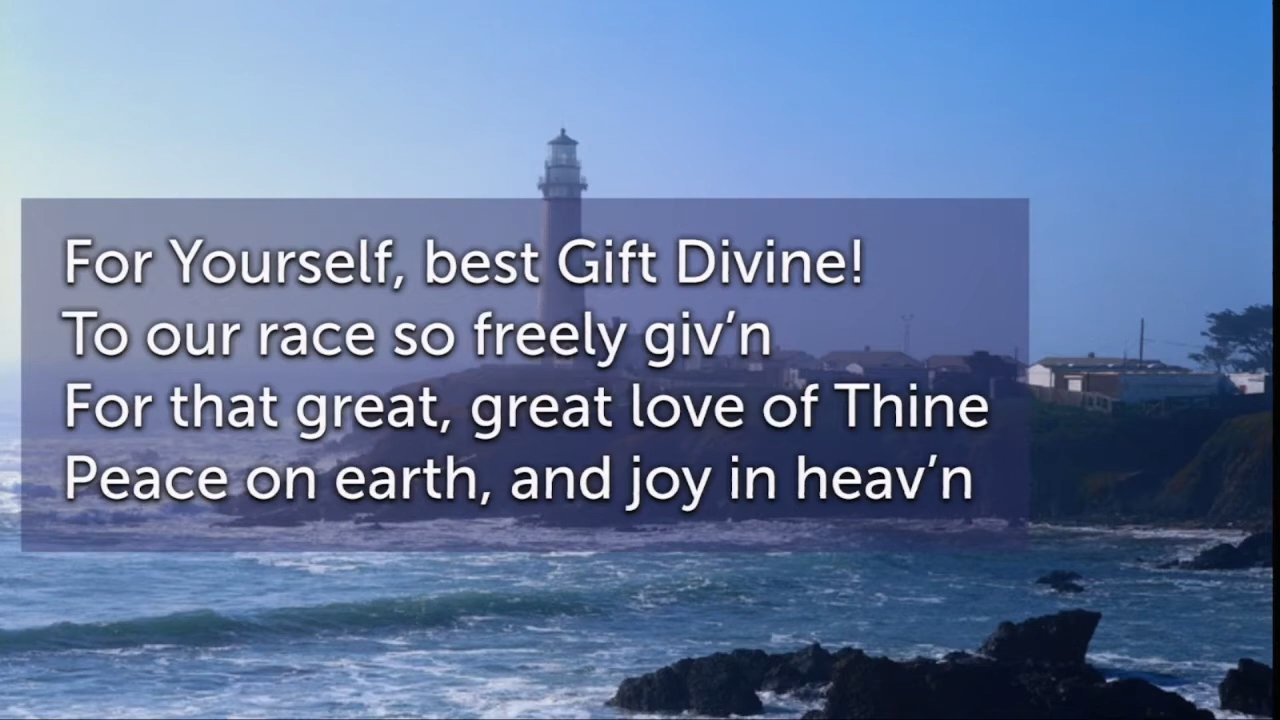 For Yourself, best Gift Divine!
To our race so freely giv’n
For that great, great love of Thine
Peace on earth, and joy in heav’n